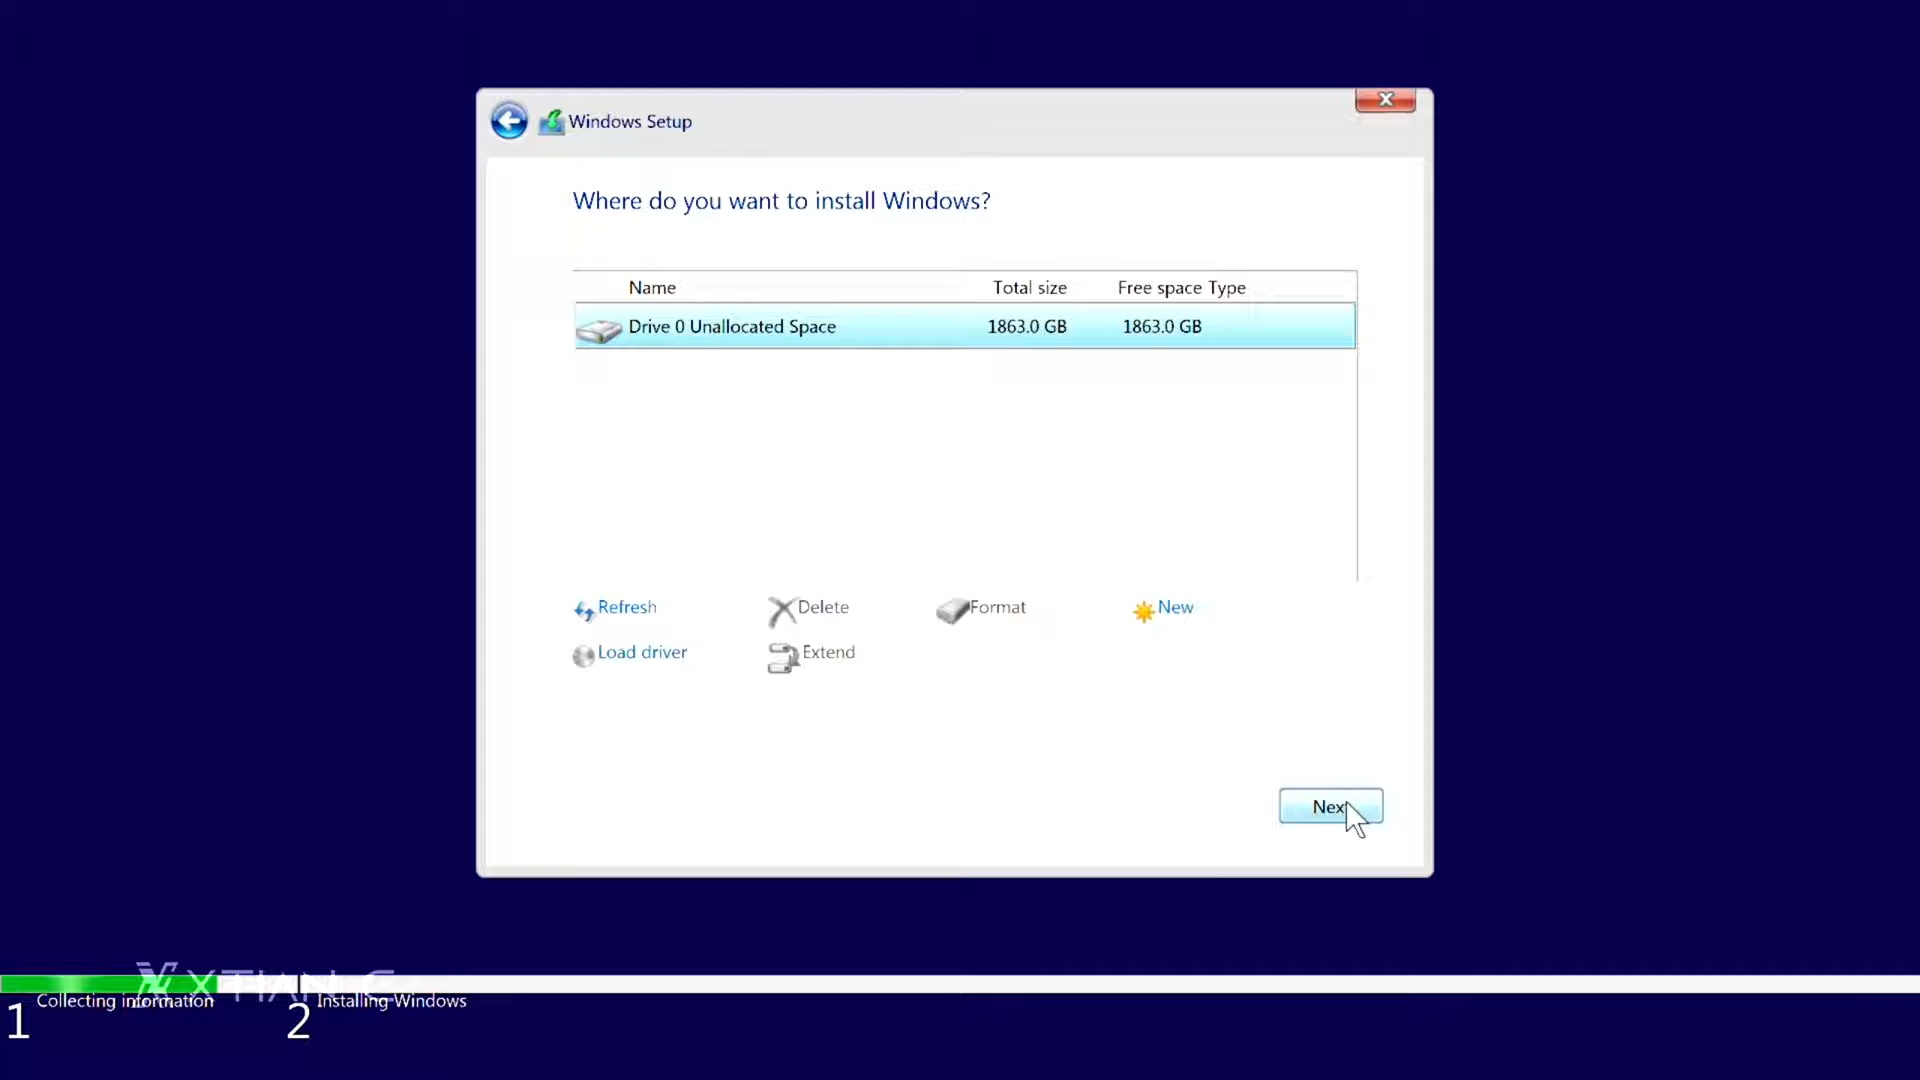 Windows Setup
Where do you want to install Windows?
Name Total size Free space Type
Drive 0 Unallocated Space 1863.0 GB 1863.0 GB
Refresh Delete Format New
Load driver Extend
Nex
XTIAN C
1 Collecting information 2 Installing Windows